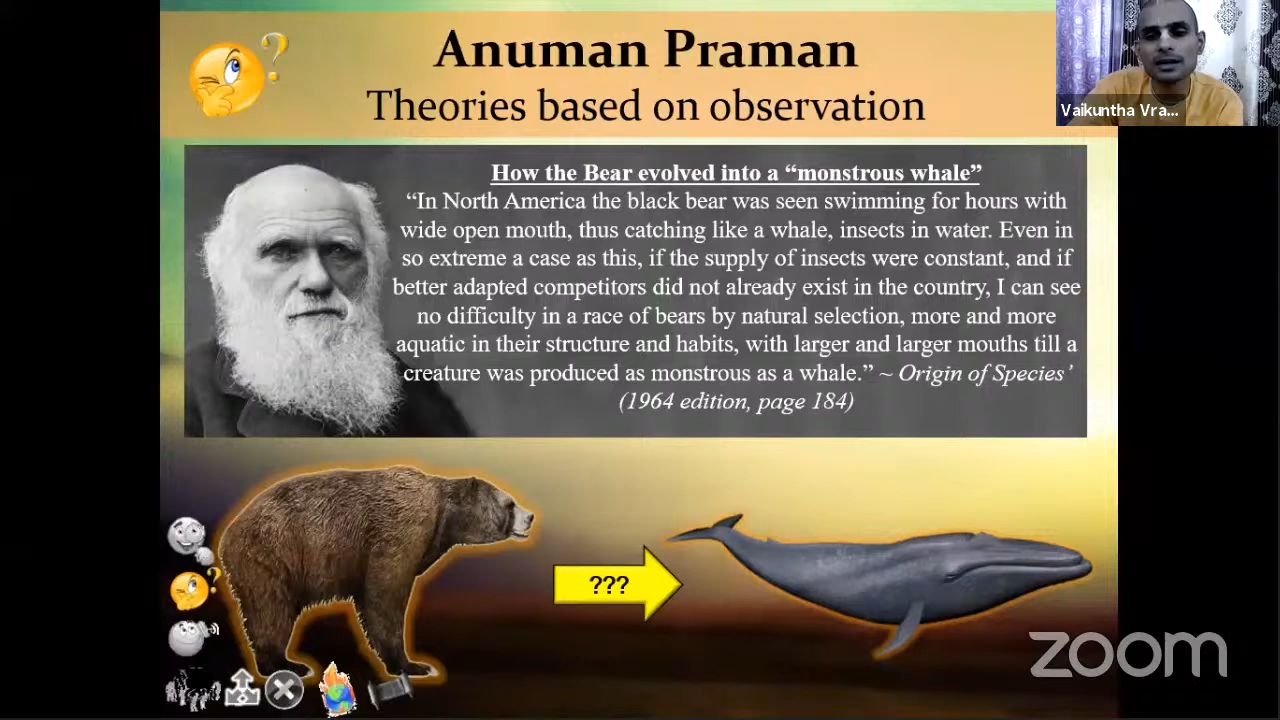 Anuman Praman
Theories based on observation
Vaikuntha Vra...
How the Bear evolved into a “monstrous whale”
“In North America the black bear was seen swimming for hours with
wide open mouth, thus catching like a whale, insects in water. Even in
so extreme a case as this, if the supply of insects were constant, and if
better adapted competitors did not already exist in the country, I can see
no difficulty in a race of bears by natural selection, more and more
aquatic in their structure and habits, with larger and larger mouths till a
creature was produced as monstrous as a whale.” ~ Origin of Species’
(1964 edition, page 184)
???
zoom